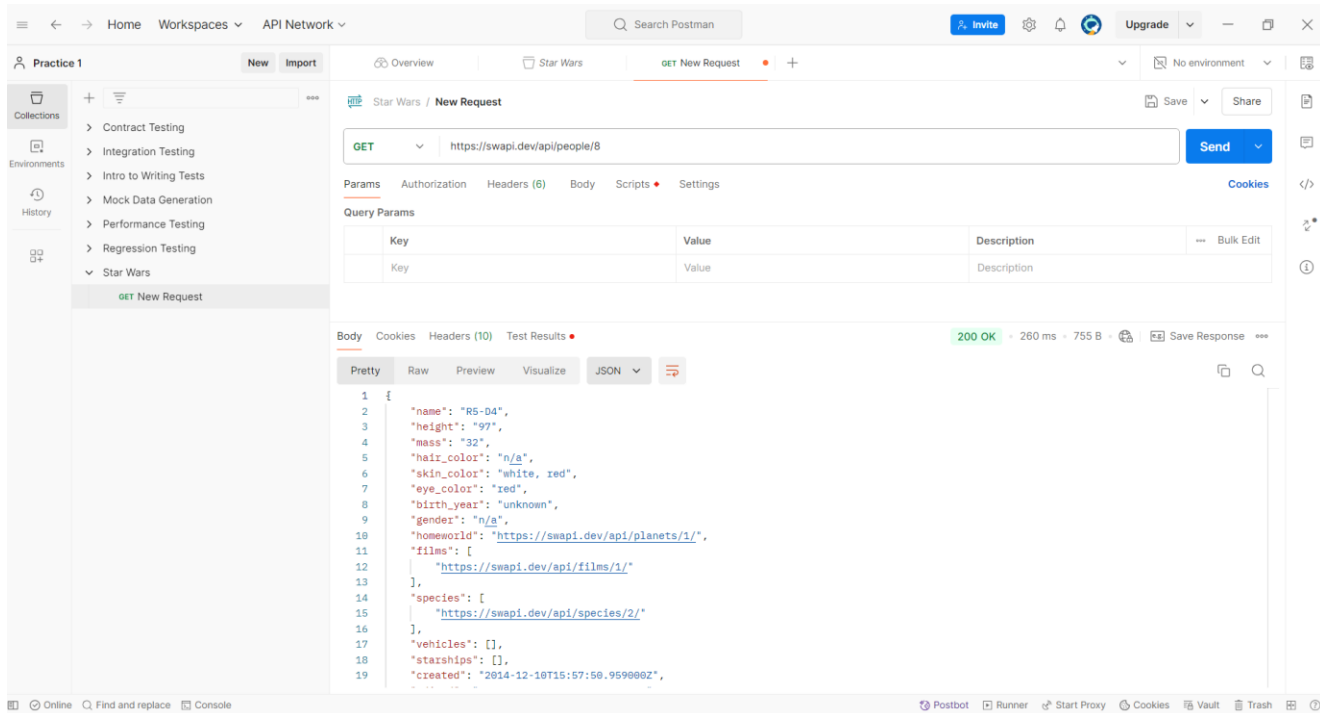 Home Workspaces API Network Search Postman Invite Upgrade
Practice 1 New Import Overview Star Wars GET New Request No environment
Collections
Environments
History
Contract Testing
Integration Testing
Intro to Writing Tests
Mock Data Generation
Performance Testing
Regression Testing
Star Wars
GET New Request
HTTP Star Wars / New Request Save Share
GET https://swapi.dev/api/people/8 Send
Params Authorization Headers (6) Body Scripts Settings Cookies
Query Params
Key Value Description Bulk Edit
Key Value Description
Body Cookies Headers (10) Test Results 200 OK 260 ms 755 B Save Response
Pretty Raw Preview Visualize JSON
1 {
2 "name": "R5-D4",
3 "height": "97",
4 "mass": "32",
5 "hair_color": "n/a",
6 "skin_color": "white, red",
7 "eye_color": "red",
8 "birth_year": "unknown",
9 "gender": "n/a",
10 "homeworld": "https://swapi.dev/api/planets/1/",
11 "films": [
12 "https://swapi.dev/api/films/1/"
13 ],
14 "species": [
15 "https://swapi.dev/api/species/2/"
16 ],
17 "vehicles": [],
18 "starships": [],
19 "created": "2014-12-10T15:57:50.959000Z",
Online Find and replace Console Postbot Runner Start Proxy Cookies Vault Trash